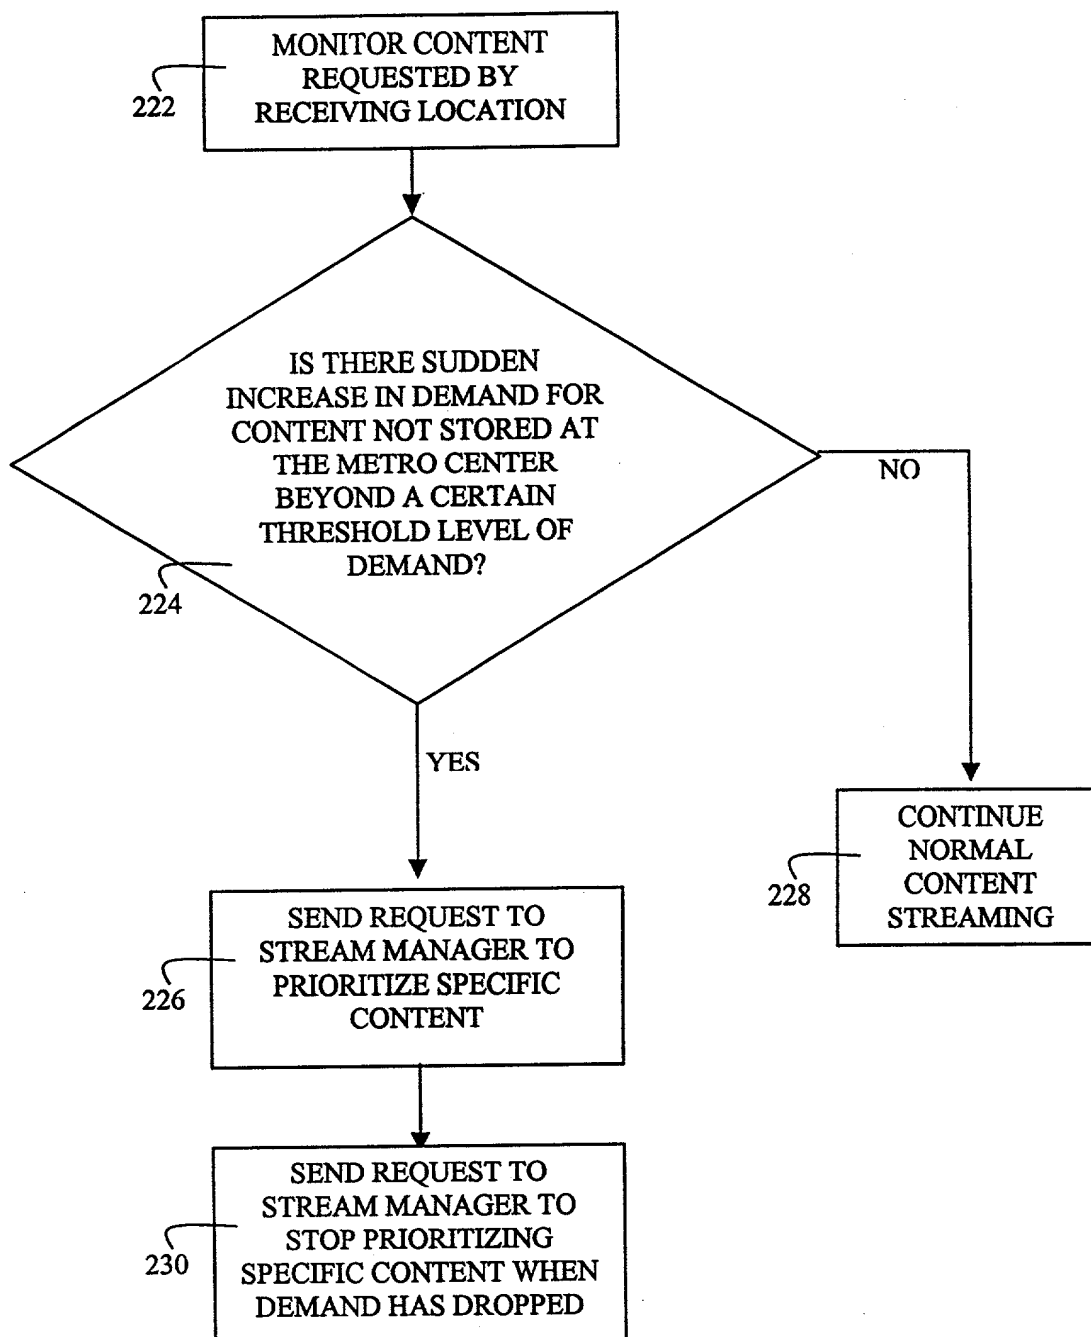 MONITOR CONTENT
REQUESTED BY
RECEIVING LOCATION
222
IS THERE SUDDEN
INCREASE IN DEMAND FOR
CONTENT NOT STORED AT
THE METRO CENTER
BEYOND A CERTAIN
THRESHOLD LEVEL OF
DEMAND?
224
NO
YES
CONTINUE
NORMAL
CONTENT
STREAMING
228
SEND REQUEST TO
STREAM MANAGER TO
PRIORITIZE SPECIFIC
CONTENT
226
SEND REQUEST TO
STREAM MANAGER TO
STOP PRIORITIZING
SPECIFIC CONTENT WHEN
DEMAND HAS DROPPED
230